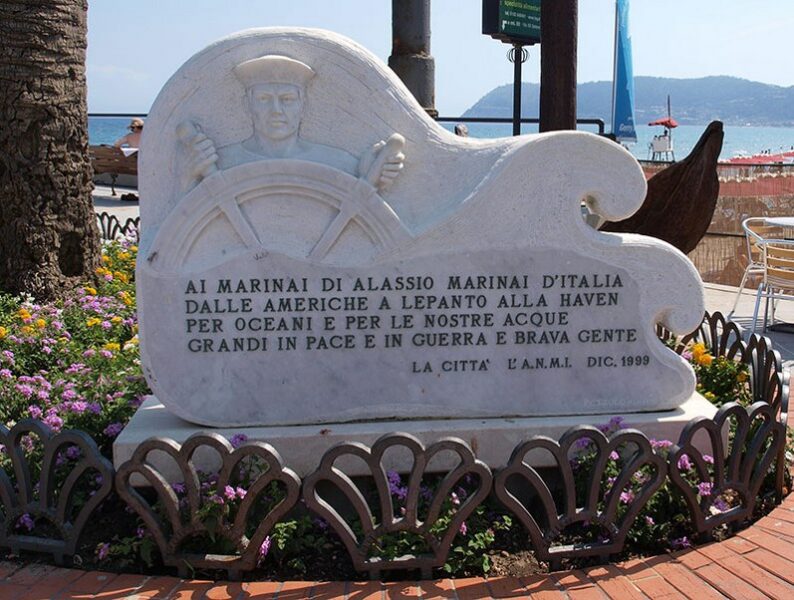 AI MARINAI DI ALASSIO MARINAI D'ITALIA
DALLE AMERICHE A LEPANTO ALLA HAVEN
PER OCEANI E PER LE NOSTRE ACQUE
GRANDI IN PACE E IN GUERRA E BRAVA GENTE
LA CITTA' L'A.N.M.I. DIC. 1999